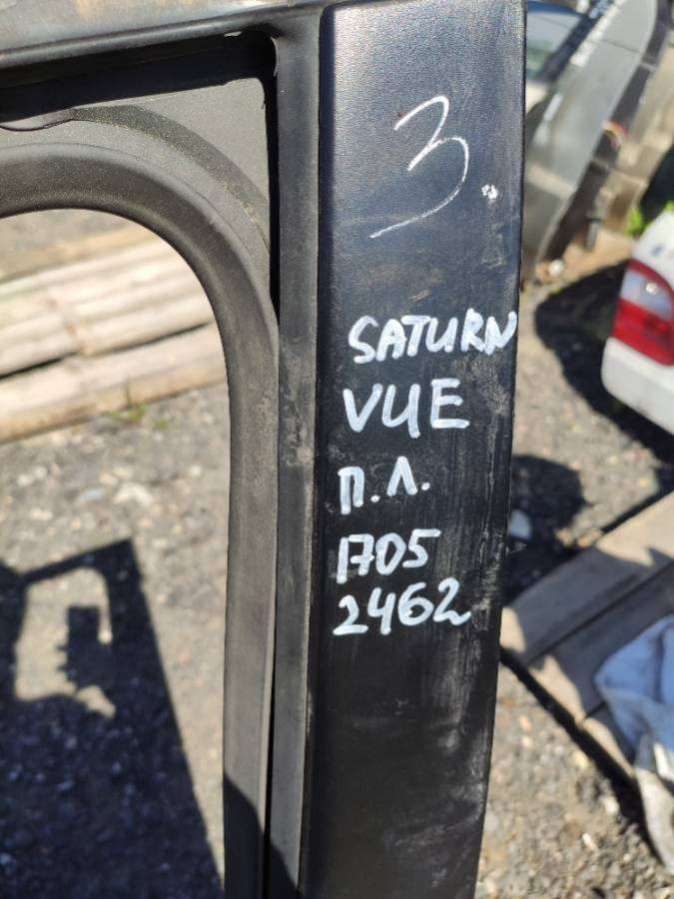 3.
SATURN
VUE
П.Л.
1705
2462